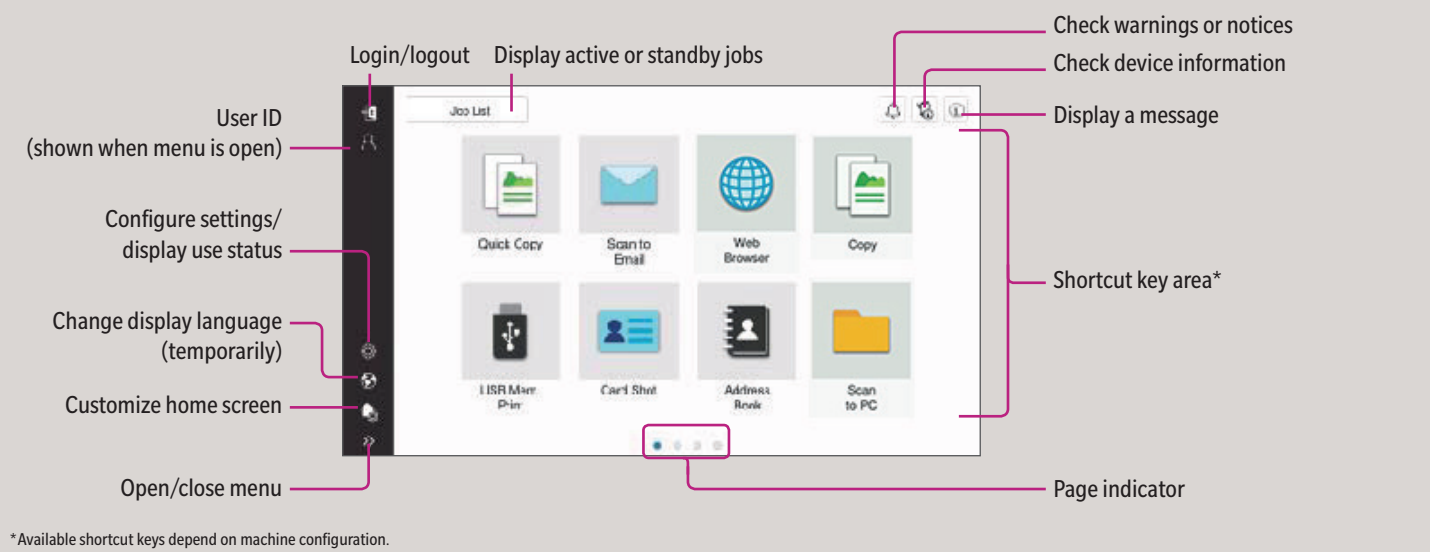 Check warnings or notices
Login/logout
Display active or standby jobs
Check device information
Job List
Display a message
User ID
(shown when menu is open)
Quick Copy
Scan to
Email
Web
Browser
Copy
Configure settings/
display use status
Shortcut key area*
Change display language
(temporarily)
Customize home screen
USB Mem.
Print
Card Shot
Address
Book
Scan
to PC
Open/close menu
Page indicator
*Available shortcut keys depend on machine configuration.